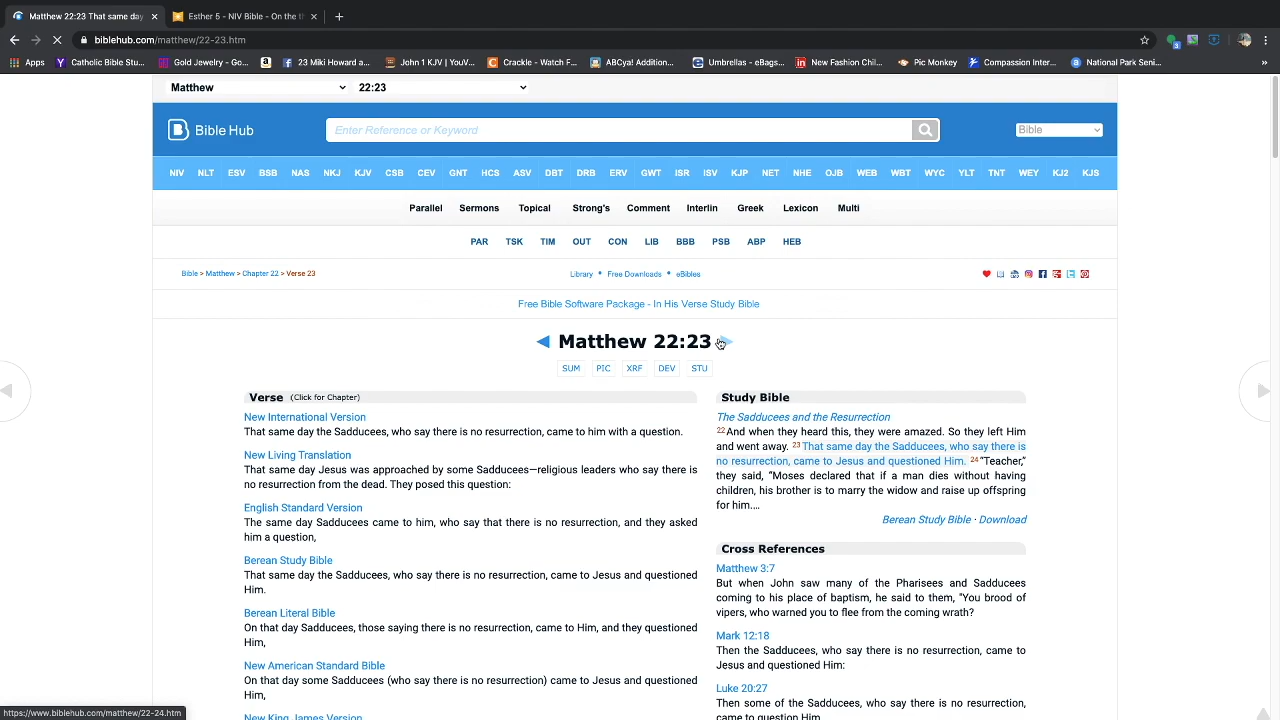 Matthew 22:23 That same day
Esther 5 - NIV Bible - On the th
biblehub.com/matthew/22-23.htm
Apps
Catholic Bible Stu...
Gold Jewelry - Go...
23 Miki Howard a...
John 1 KJV | YouV...
Crackle - Watch F...
ABCya! Addition...
Umbrellas - eBags...
New Fashion Chil...
Pic Monkey
Compassion Inter...
National Park Seni...
Matthew
22:23
Bible Hub
Enter Reference or Keyword
Bible
NIV NLT ESV BSB NAS NKJ KJV CSB CEV GNT HCS ASV DBT DRB ERV GWT ISR ISV KJP NET NHE OJB WEB WBT WYC YLT TNT WEY KJ2 KJS
Parallel Sermons Topical Strong's Comment Interlin Greek Lexicon Multi
PAR TSK TIM OUT CON LIB BBB PSB ABP HEB
Bible > Matthew > Chapter 22 > Verse 23
Library • Free Downloads • eBibles
Free Bible Software Package - In His Verse Study Bible
◄ Matthew 22:23 ►
SUM PIC XRF DEV STU
Verse (Click for Chapter)
New International Version
That same day the Sadducees, who say there is no resurrection, came to him with a question.
New Living Translation
That same day Jesus was approached by some Sadducees—religious leaders who say there is
no resurrection from the dead. They posed this question:
English Standard Version
The same day Sadducees came to him, who say that there is no resurrection, and they asked
him a question,
Berean Study Bible
That same day the Sadducees, who say there is no resurrection, came to Jesus and questioned
Him.
Berean Literal Bible
On that day Sadducees, those saying there is no resurrection, came to Him, and they questioned
Him,
New American Standard Bible
On that day some Sadducees (who say there is no resurrection) came to Jesus and questioned
Him,
New King James Version
Study Bible
The Sadducees and the Resurrection
22And when they heard this, they were amazed. So they left Him
and went away. 23That same day the Sadducees, who say there is
no resurrection, came to Jesus and questioned Him. 24“Teacher,”
they said, “Moses declared that if a man dies without having
children, his brother is to marry the widow and raise up offspring
for him.…
Berean Study Bible · Download
Cross References
Matthew 3:7
But when John saw many of the Pharisees and Sadducees
coming to his place of baptism, he said to them, "You brood of
vipers, who warned you to flee from the coming wrath?
Mark 12:18
Then the Sadducees, who say there is no resurrection, came to
Jesus and questioned Him:
Luke 20:27
Then some of the Sadducees, who say there is no resurrection,
came to question Him
https://www.biblehub.com/matthew/22-24.htm